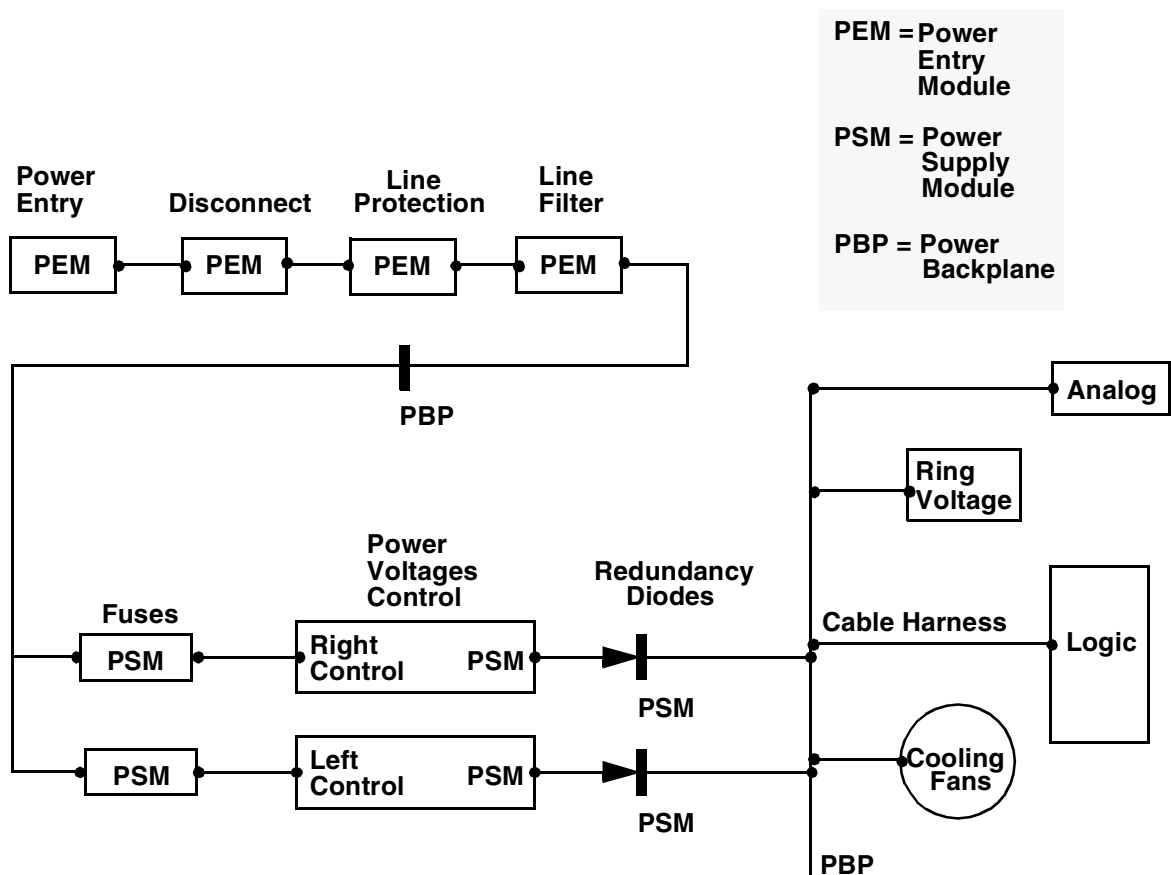 PEM = Power
Entry
Module
PSM = Power
Supply
Module
PBP = Power
Backplane
Power
Entry
Disconnect
Line
Protection
Line
Filter
PEM
PEM
PEM
PEM
PBP
Analog
Ring
Voltage
Cable Harness
Logic
Cooling
Fans
Fuses
Power
Voltages
Control
Redundancy
Diodes
PSM
Right
Control
PSM
PSM
PSM
Left
Control
PSM
PSM
PBP